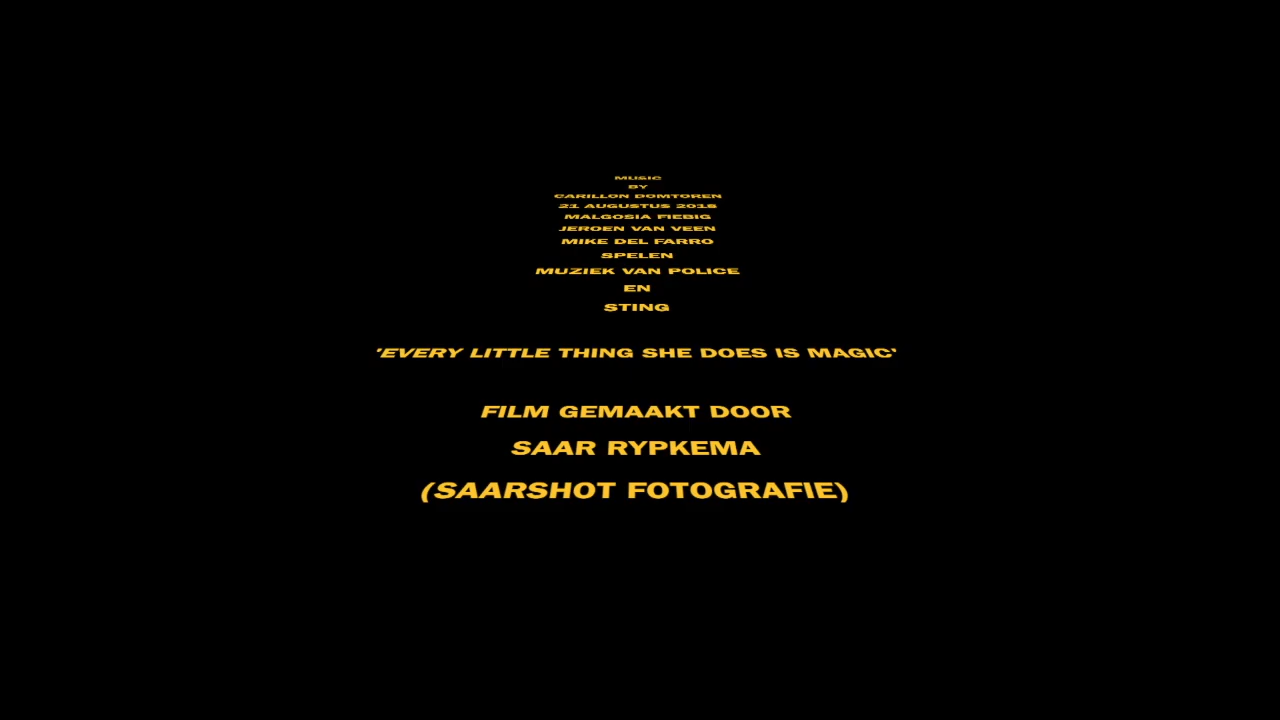 MUSIC
BY
CARILLON DOMTOREN
21 AUGUSTUS 2018
MALGOSIA FIEBIG
JEROEN VAN VEEN
MIKE DEL FARRO
SPELEN
MUZIEK VAN POLICE
EN
STING
'EVERY LITTLE THING SHE DOES IS MAGIC'
FILM GEMAAKT DOOR
SAAR RYPKEMA
(SAARSHOT FOTOGRAFIE)